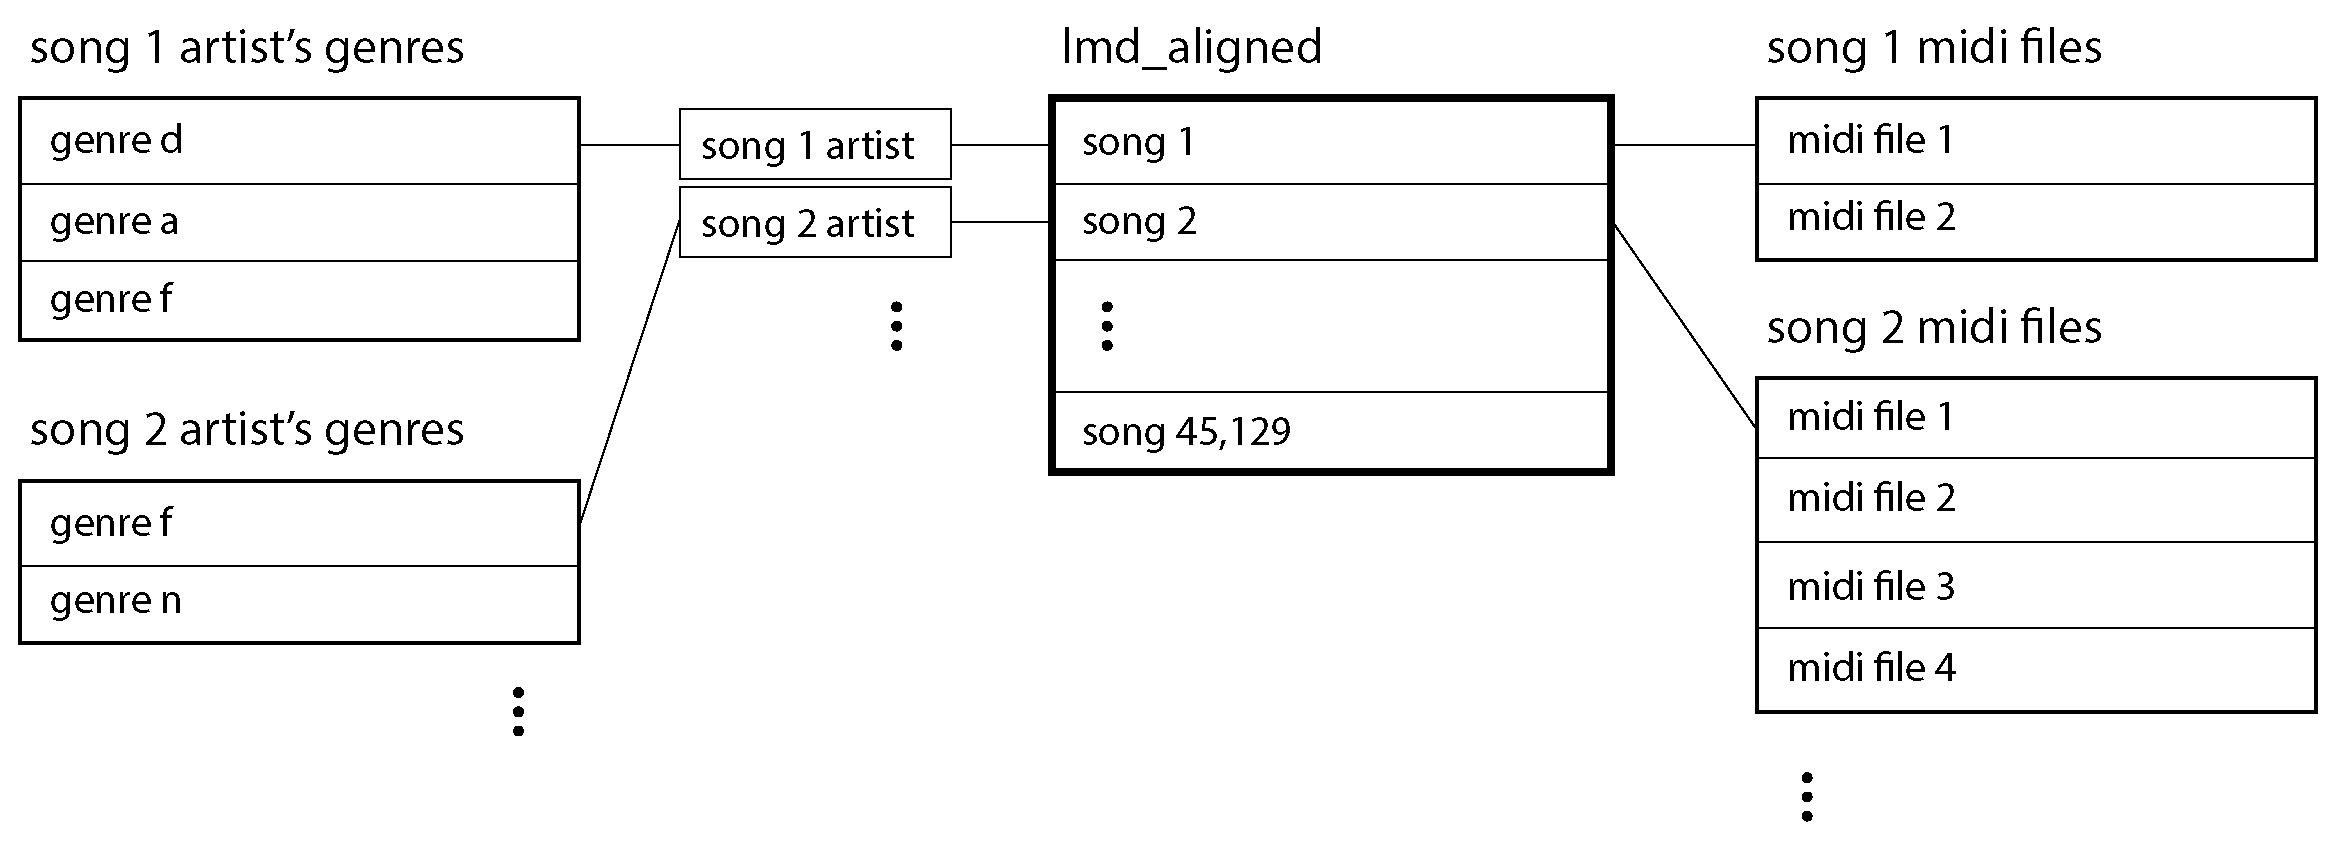 song 1 artist’s genres
genre d
genre a
genre f
song 2 artist’s genres
genre f
genre n
song 1 artist
song 2 artist
lmd_aligned
song 1
song 2
song 45,129
song 1 midi files
midi file 1
midi file 2
song 2 midi files
midi file 1
midi file 2
midi file 3
midi file 4